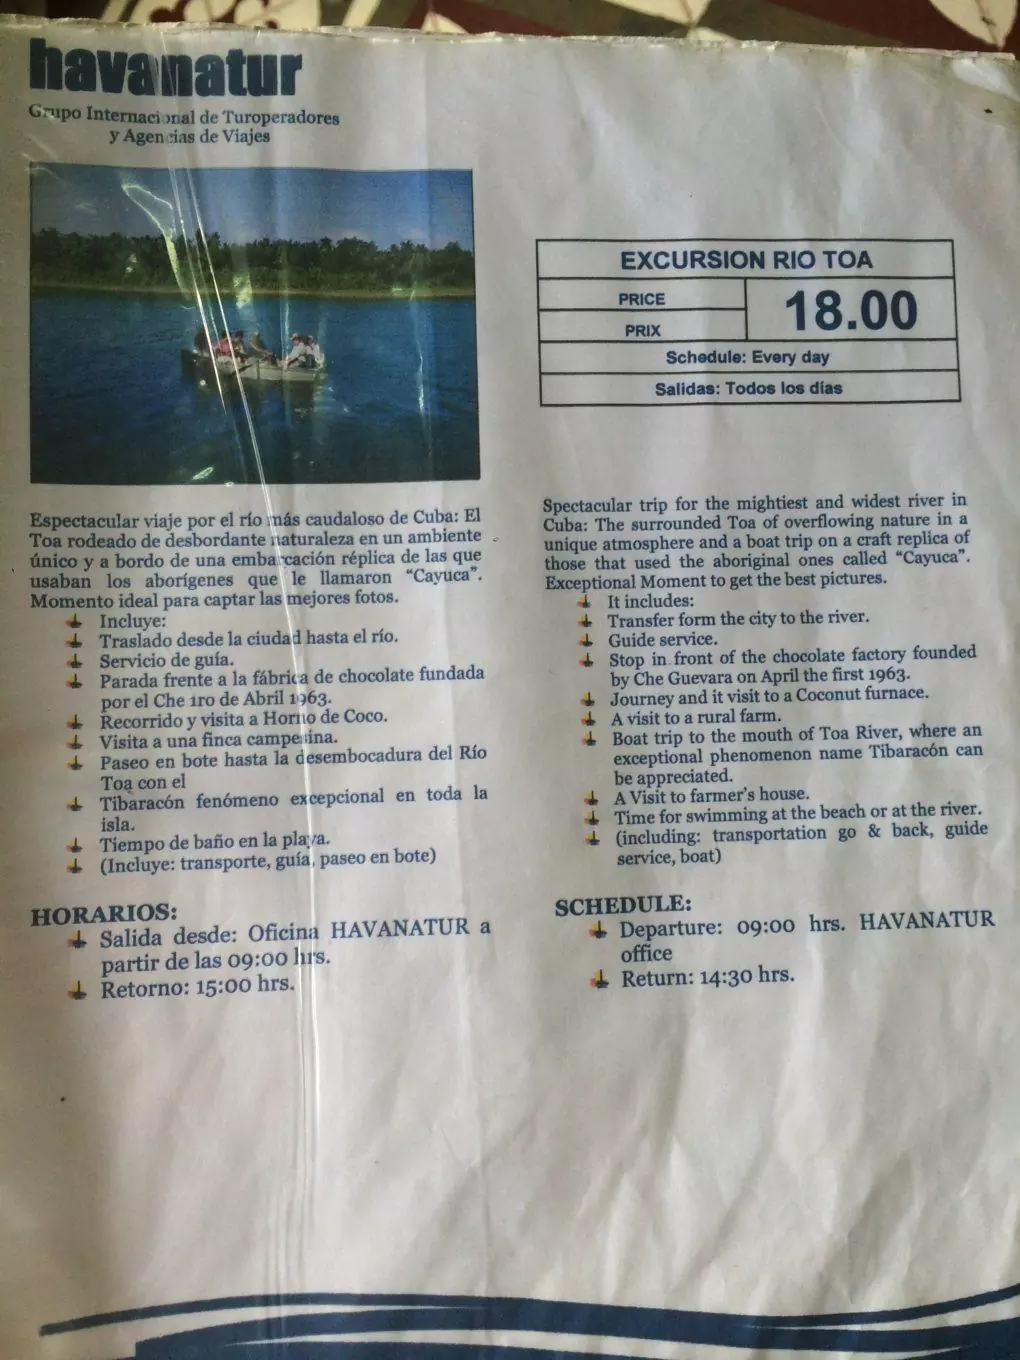 havanatur
Grupo Internacional de Turoperadores
y Agencias de Viajes
EXCURSION RIO TOA
PRICE
PRIX
18.00
Schedule: Every day
Salidas: Todos los días
Espectacular viaje por el río más caudaloso de Cuba: El
Toa rodeado de desbordante naturaleza en un ambiente
único y a bordo de una embarcación réplica de las que
usaban los aborígenes que le llamaron "Cayuca".
Momento ideal para captar las mejores fotos.
Incluye:
Traslado desde la ciudad hasta el río.
Servicio de guía.
Parada frente a la fábrica de chocolate fundada
por el Che 1ro de Abril 1963.
Recorrido y visita a Horno de Coco.
Visita a una finca campesina.
Paseo en bote hasta la desembocadura del Río
Toa con el
Tibaracón fenómeno excepcional en toda la
isla.
Tiempo de baño en la playa.
(Incluye: transporte, guía, paseo en bote)
HORARIOS:
Salida desde: Oficina HAVANATUR a
partir de las 09:00 hrs.
Retorno: 15:00 hrs.
Spectacular trip for the mightiest and widest river in
Cuba: The surrounded Toa of overflowing nature in a
unique atmosphere and a boat trip on a craft replica of
those that used the aboriginal ones called "Cayuca".
Exceptional Moment to get the best pictures.
It includes:
Transfer form the city to the river.
Guide service.
Stop in front of the chocolate factory founded
by Che Guevara on April the first 1963.
Journey and it visit to a Coconut furnace.
A visit to a rural farm.
Boat trip to the mouth of Toa River, where an
exceptional phenomenon name Tibaracón can
be appreciated.
A Visit to farmer's house.
Time for swimming at the beach or at the river.
(including: transportation go & back, guide
service, boat)
SCHEDULE:
Departure: 09:00 hrs. HAVANATUR
office
Return: 14:30 hrs.